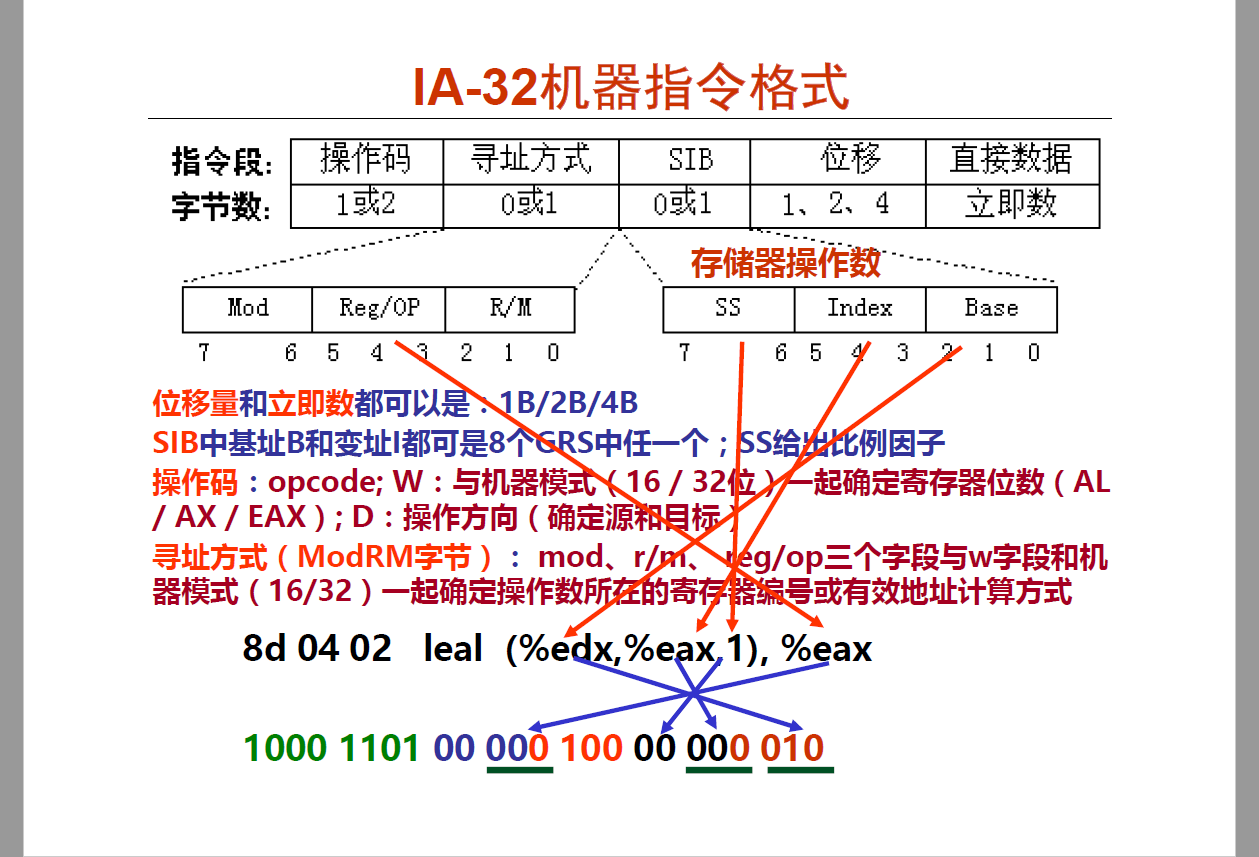 IA-32机器指令格式
指令段: 操作码 寻址方式 SIB 位移 直接数据
字节数: 1或2 0或1 0或1 1、2、4 立即数
存储器操作数
Mod Reg/OP R/M SS Index Base
7 6 5 4 3 2 1 0 7 6 5 4 3 2 1 0
位移量和立即数都可以是：1B/2B/4B
SIB中基址B和变址I都可是8个GRS中任一个；SS给出比例因子
操作码：opcode; W：与机器模式（16 / 32位）一起确定寄存器位数（AL
/ AX / EAX）; D：操作方向（确定源和目标）
寻址方式（ModRM字节）： mod、r/m、 reg/op三个字段与w字段和机
器模式（16/32）一起确定操作数所在的寄存器编号或有效地址计算方式
8d 04 02 leal (%edx,%eax,1), %eax
1000 1101 00 000 100 00 000 010